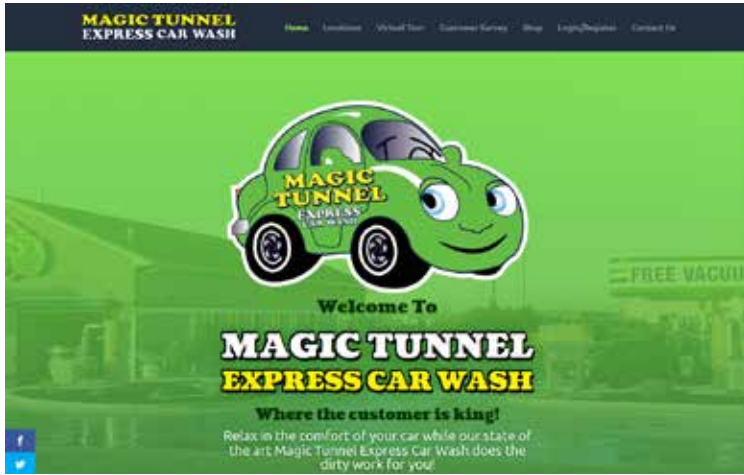 MAGIC TUNNEL
EXPRESS CAR WASH
Home Locations Virtual Tour Customer Survey Shop Login/Register Contact Us
MAGIC
TUNNEL
EXPRESS
CAR WASH
FREE VACUU
Welcome To
MAGIC TUNNEL
EXPRESS CAR WASH
Where the customer is king!
Relax in the comfort of your car while our state of
the art Magic Tunnel Express Car Wash does the
dirty work for you!
f